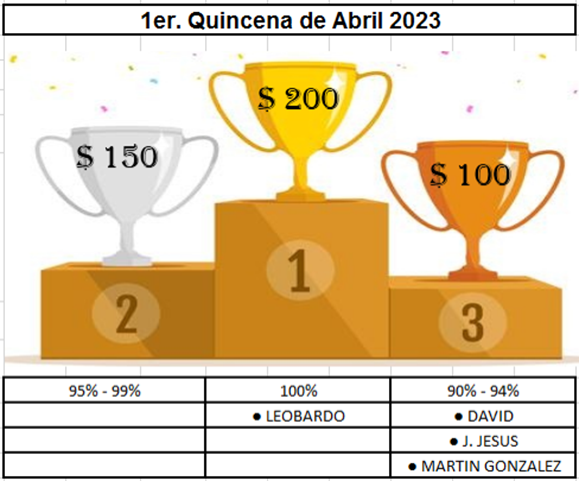 1er. Quincena de Abril 2023
$ 200
$ 150
$ 100
1
2
3
95% - 99% 100% 90% - 94%
● LEOBARDO ● DAVID
● J. JESUS
● MARTIN GONZALEZ